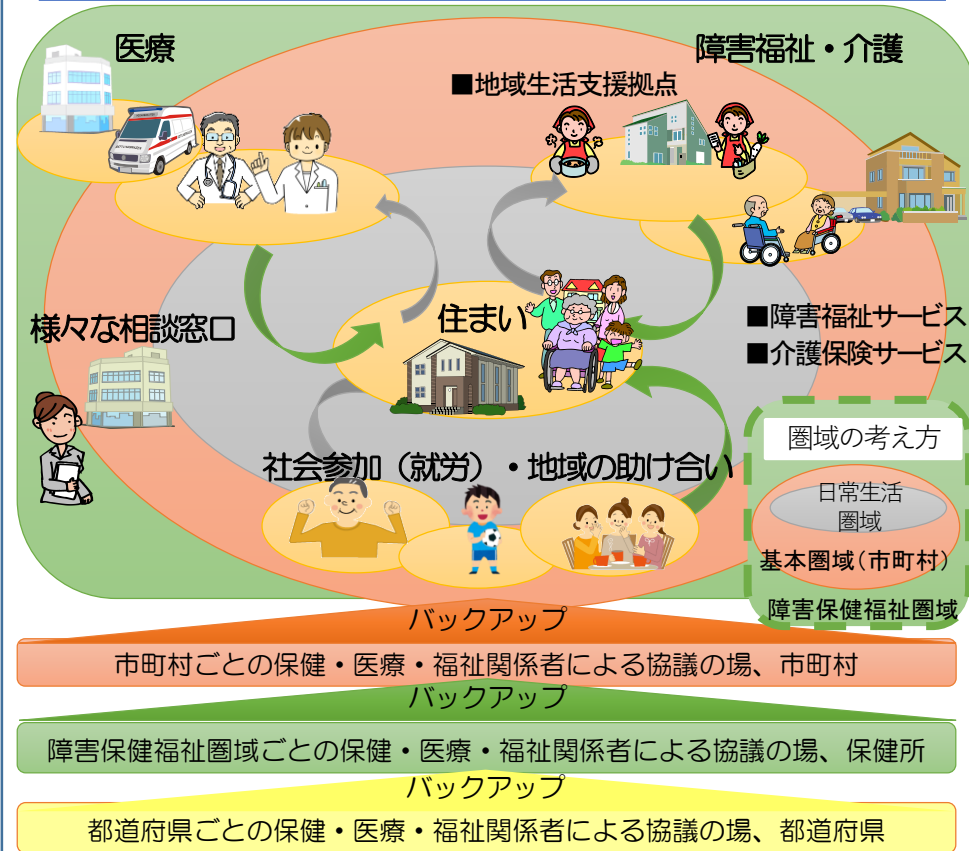 医療
障害福祉・介護
■地域生活支援拠点
様々な相談窓口
住まい
■障害福祉サービス
■介護保険サービス
社会参加（就労）・地域の助け合い
圏域の考え方
日常生活
圏域
基本圏域（市町村）
障害保健福祉圏域
バックアップ
市町村ごとの保健・医療・福祉関係者による協議の場、市町村
バックアップ
障害保健福祉圏域ごとの保健・医療・福祉関係者による協議の場、保健所
バックアップ
都道府県ごとの保健・医療・福祉関係者による協議の場、都道府県